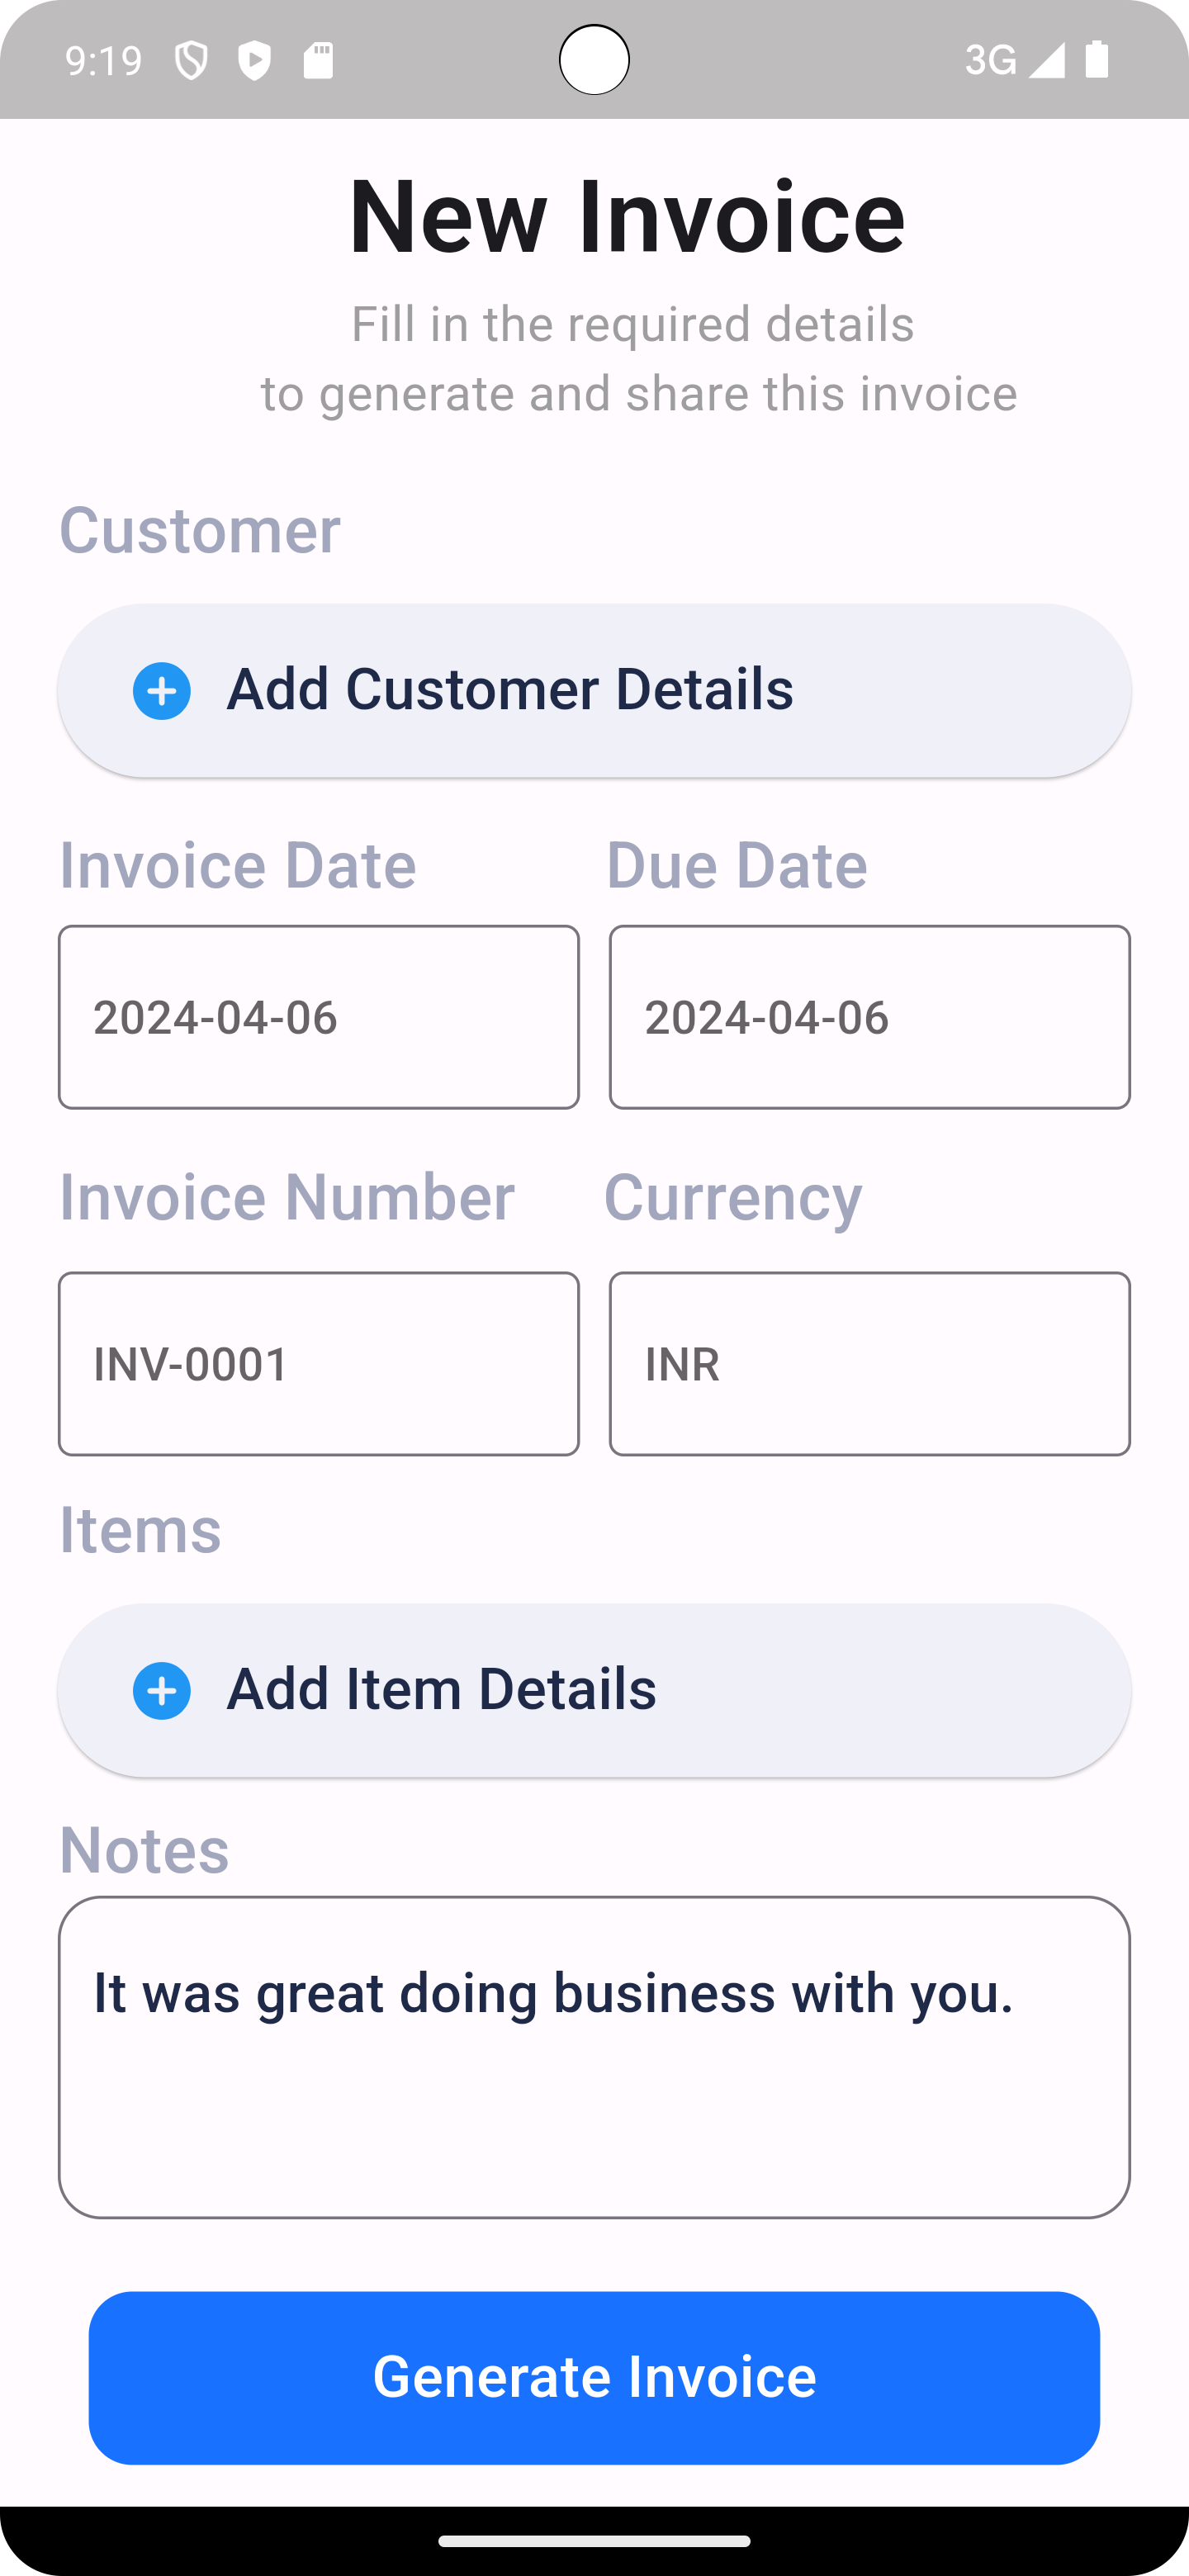 9:19 3G
New Invoice
Fill in the required details
to generate and share this invoice
Customer
Add Customer Details
Invoice Date Due Date
2024-04-06 2024-04-06
Invoice Number Currency
INV-0001 INR
Items
Add Item Details
Notes
It was great doing business with you.
Generate Invoice